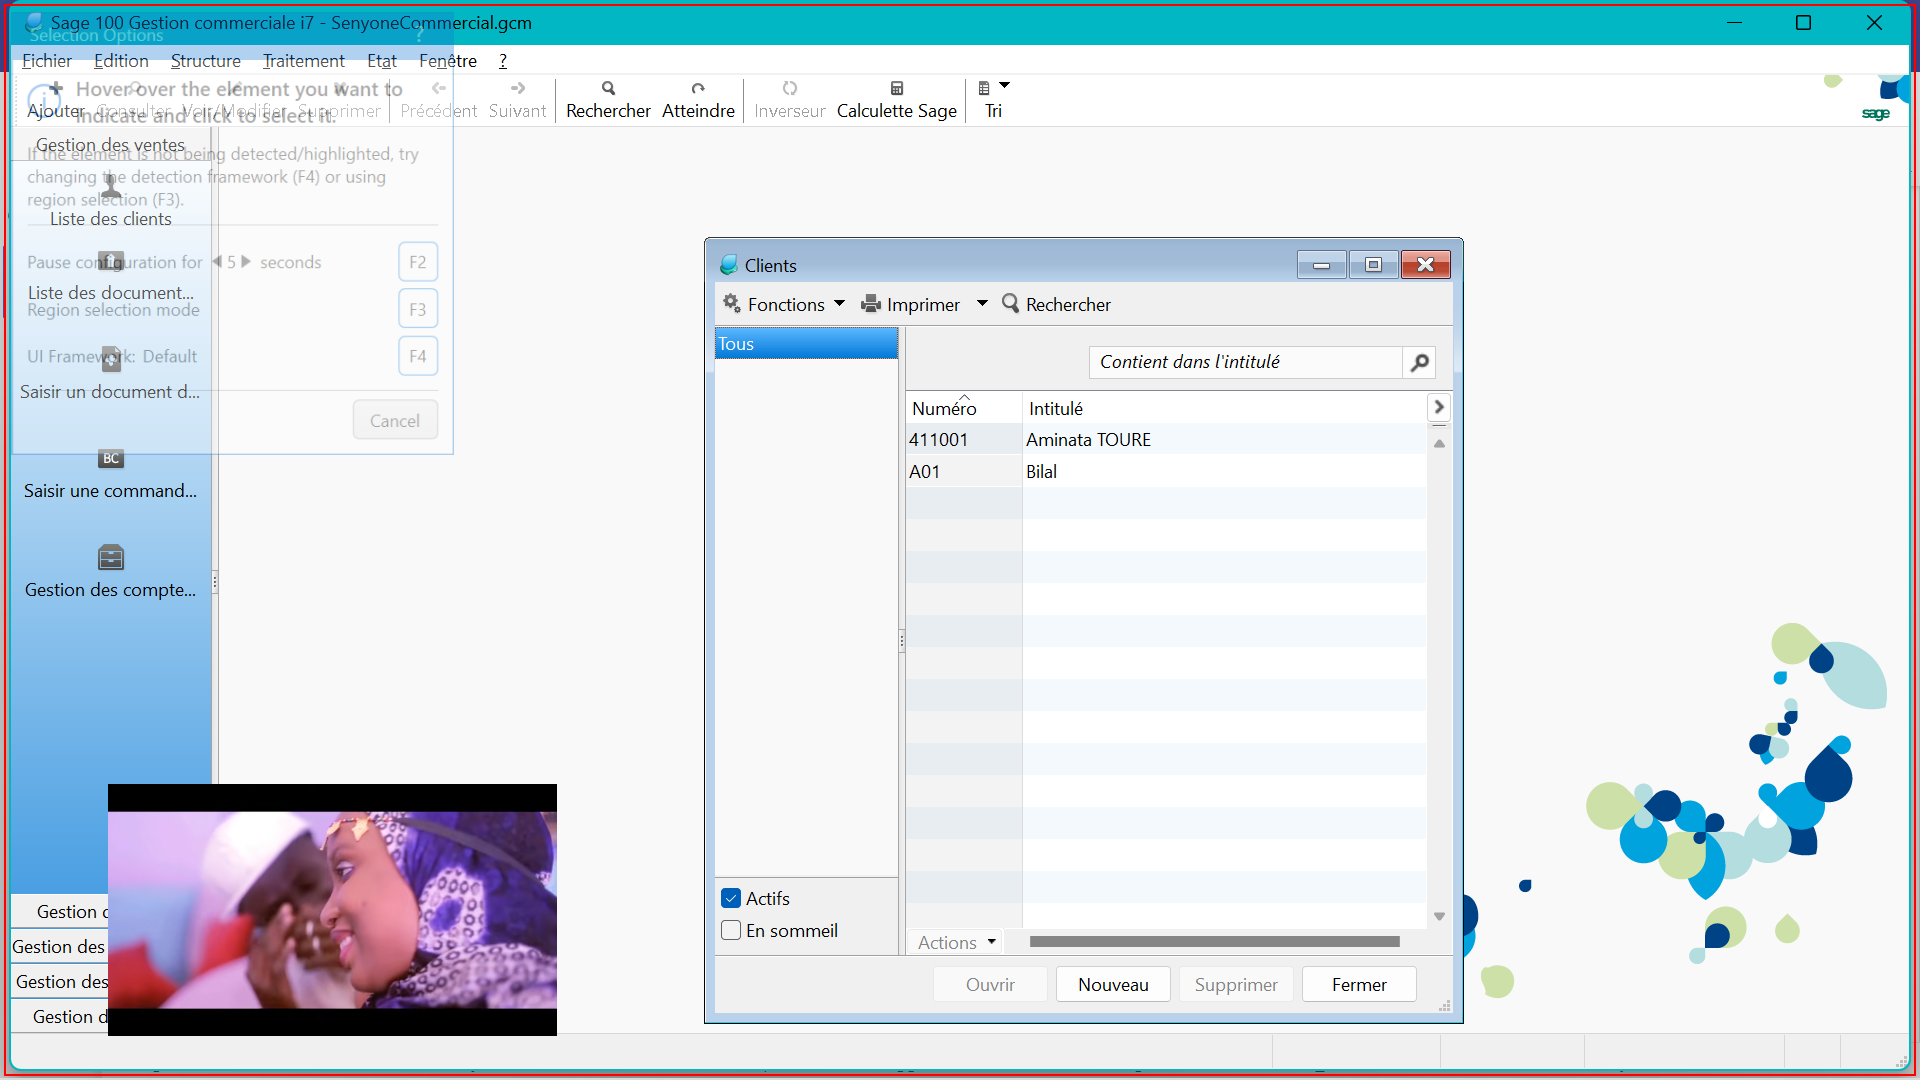 Sage 100 Gestion commerciale i7 - SenyoneCommercial.gcm
Selection Options ?
Fichier Edition Structure Traitement Etat Fenêtre ?
Hover over the element you want to
indicate and click to select it.
Ajouter Consulter Voir/Modifier Supprimer Précédent Suivant Rechercher Atteindre Inverseur Calculette Sage Tri
sage
Gestion des ventes
If the element is not being detected/highlighted, try
changing the detection framework (F4) or using
region selection (F3).
Liste des clients
Pause configuration for 5 seconds F2
Liste des document...
Region selection mode F3
UI Framework: Default F4
Saisir un document d...
Cancel
BC
Saisir une command...
Gestion des compte...
Gestion d
Gestion des
Gestion des
Gestion d
Clients
Fonctions Imprimer Rechercher
Tous
Contient dans l'intitulé
Numéro Intitulé
411001 Aminata TOURE
A01 Bilal
Actifs
En sommeil
Actions
Ouvrir Nouveau Supprimer Fermer